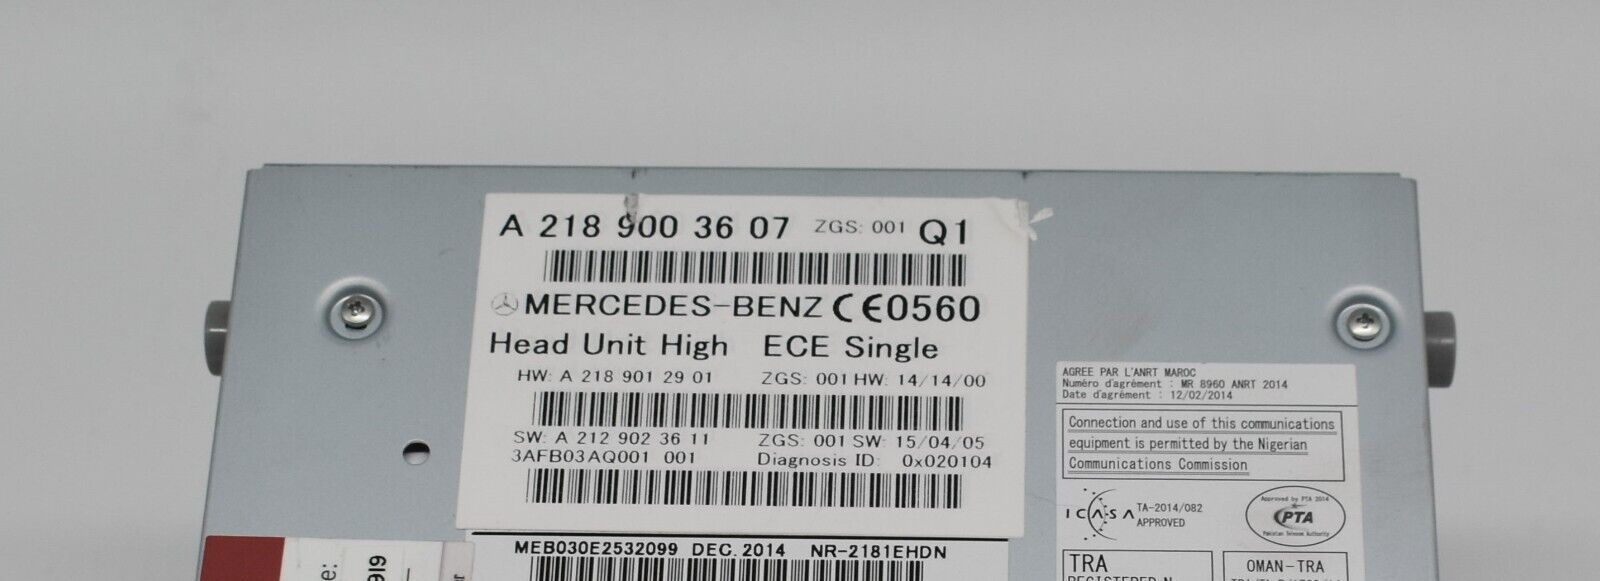 A 218 900 36 07 ZGS: 001 Q1
MERCEDES-BENZ CE0560
Head Unit High ECE Single
HW: A 218 901 29 01 ZGS: 001 HW: 14/14/00
SW: A 212 902 36 11 ZGS: 001 SW: 15/04/05
3AFB03AQ001 001 Diagnosis ID: 0x020104
MEB030E2532099 DEC. 2014 NR-2181EHDN
AGREE PAR L'ANRT MAROC
Numéro d'agrément : MR 8960 ANRT 2014
Date d'agrément : 12/02/2014
Connection and use of this communications
equipment is permitted by the Nigerian
Communications Commission
ICASA TA-2014/082
APPROVED
Approved by PTA 2014
PTA
Pakistan Telecom Authority
TRA
OMAN-TRA